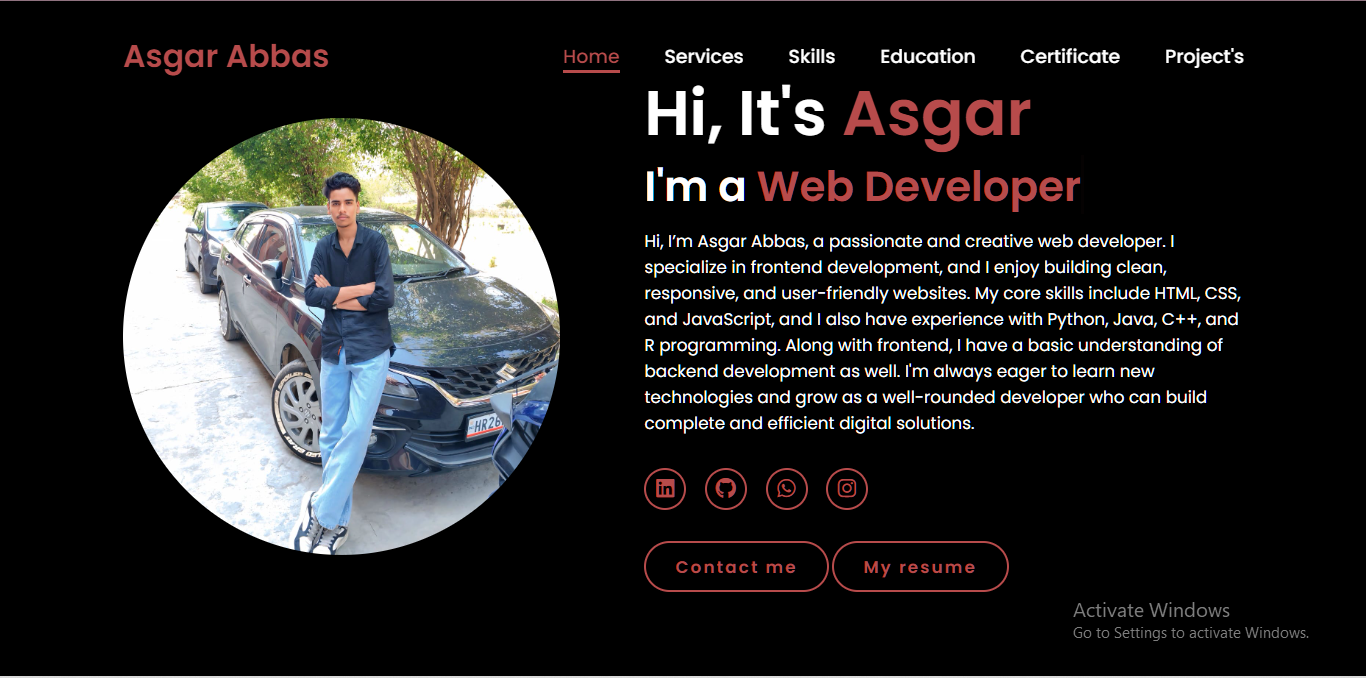 Asgar Abbas
Home Services Skills Education Certificate Project's
Hi, It's Asgar
I'm a Web Developer
Hi, I’m Asgar Abbas, a passionate and creative web developer. I
specialize in frontend development, and I enjoy building clean,
responsive, and user-friendly websites. My core skills include HTML, CSS,
and JavaScript, and I also have experience with Python, Java, C++, and
R programming. Along with frontend, I have a basic understanding of
backend development as well. I'm always eager to learn new
technologies and grow as a well-rounded developer who can build
complete and efficient digital solutions.
HR26
in
Contact me My resume
Activate Windows
Go to Settings to activate Windows.